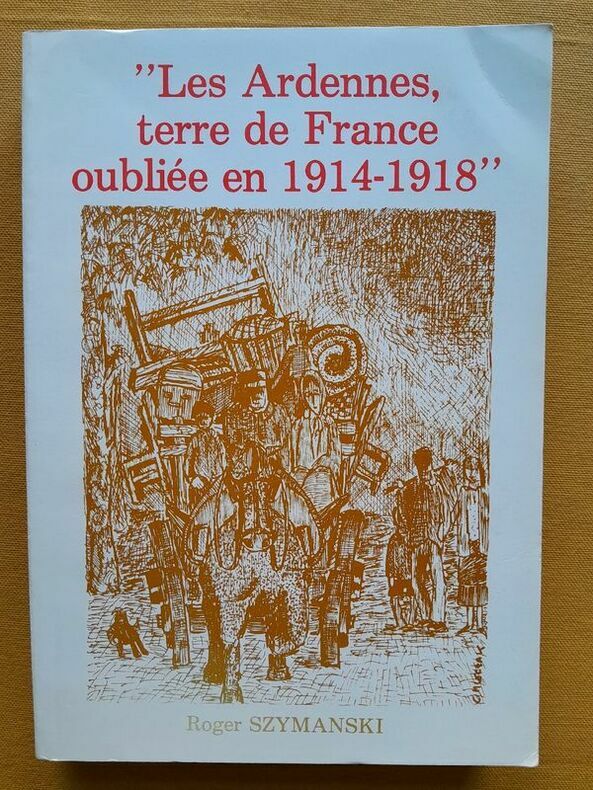 "Les Ardennes,
terre de France
oubliée en 1914-1918"
Roger SZYMANSKI